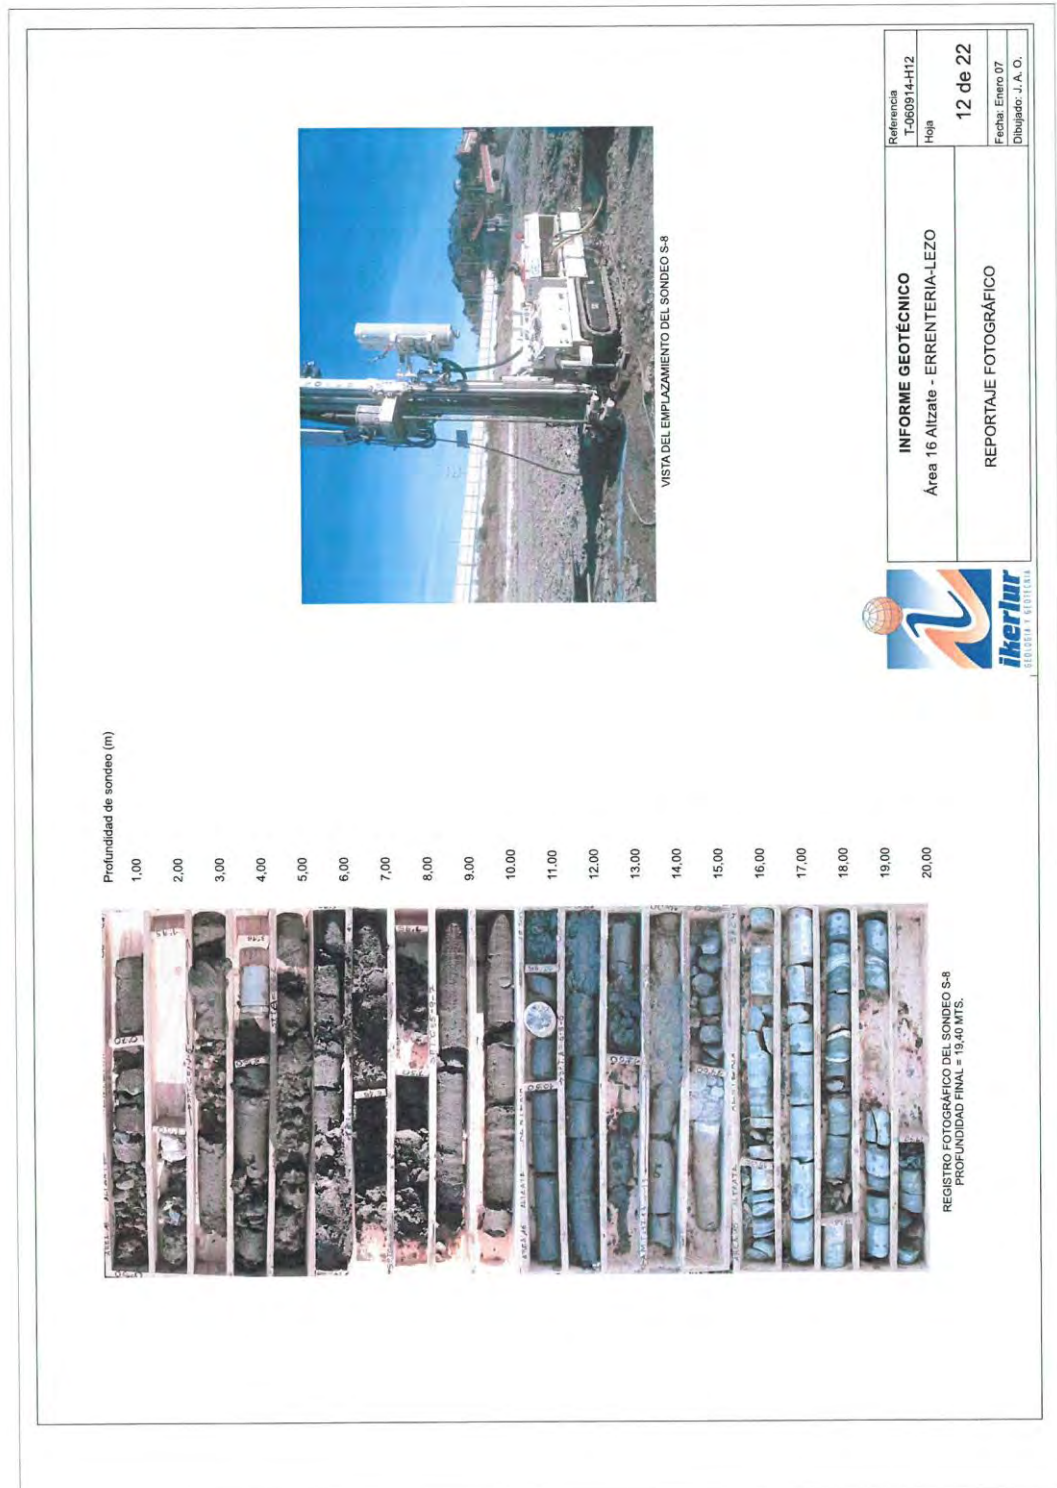 Profundidad de sondeo (m)
1,00
2,00
3,00
4,00
5,00
6,00
7,00
8,00
9.00
10.00
11.00
12.00
13.00
14,00
15,00
16,00
17,00
18,00
19,00
20,00
REGISTRO FOTOGRÁFICO DEL SONDEO S-8
PROFUNDIDAD FINAL = 19,40 MTS.
VISTA DEL EMPLAZAMIENTO DEL SONDEO S-8
ikerlur
GEOLOGIA Y GEOTECNIA
INFORME GEOTÉCNICO
Área 16 Altzate - ERRENTERIA-LEZO
REPORTAJE FOTOGRÁFICO
Referencia
T-060914-H12
Hoja
12 de 22
Fecha: Enero 07
Dibujado: J. A. O.